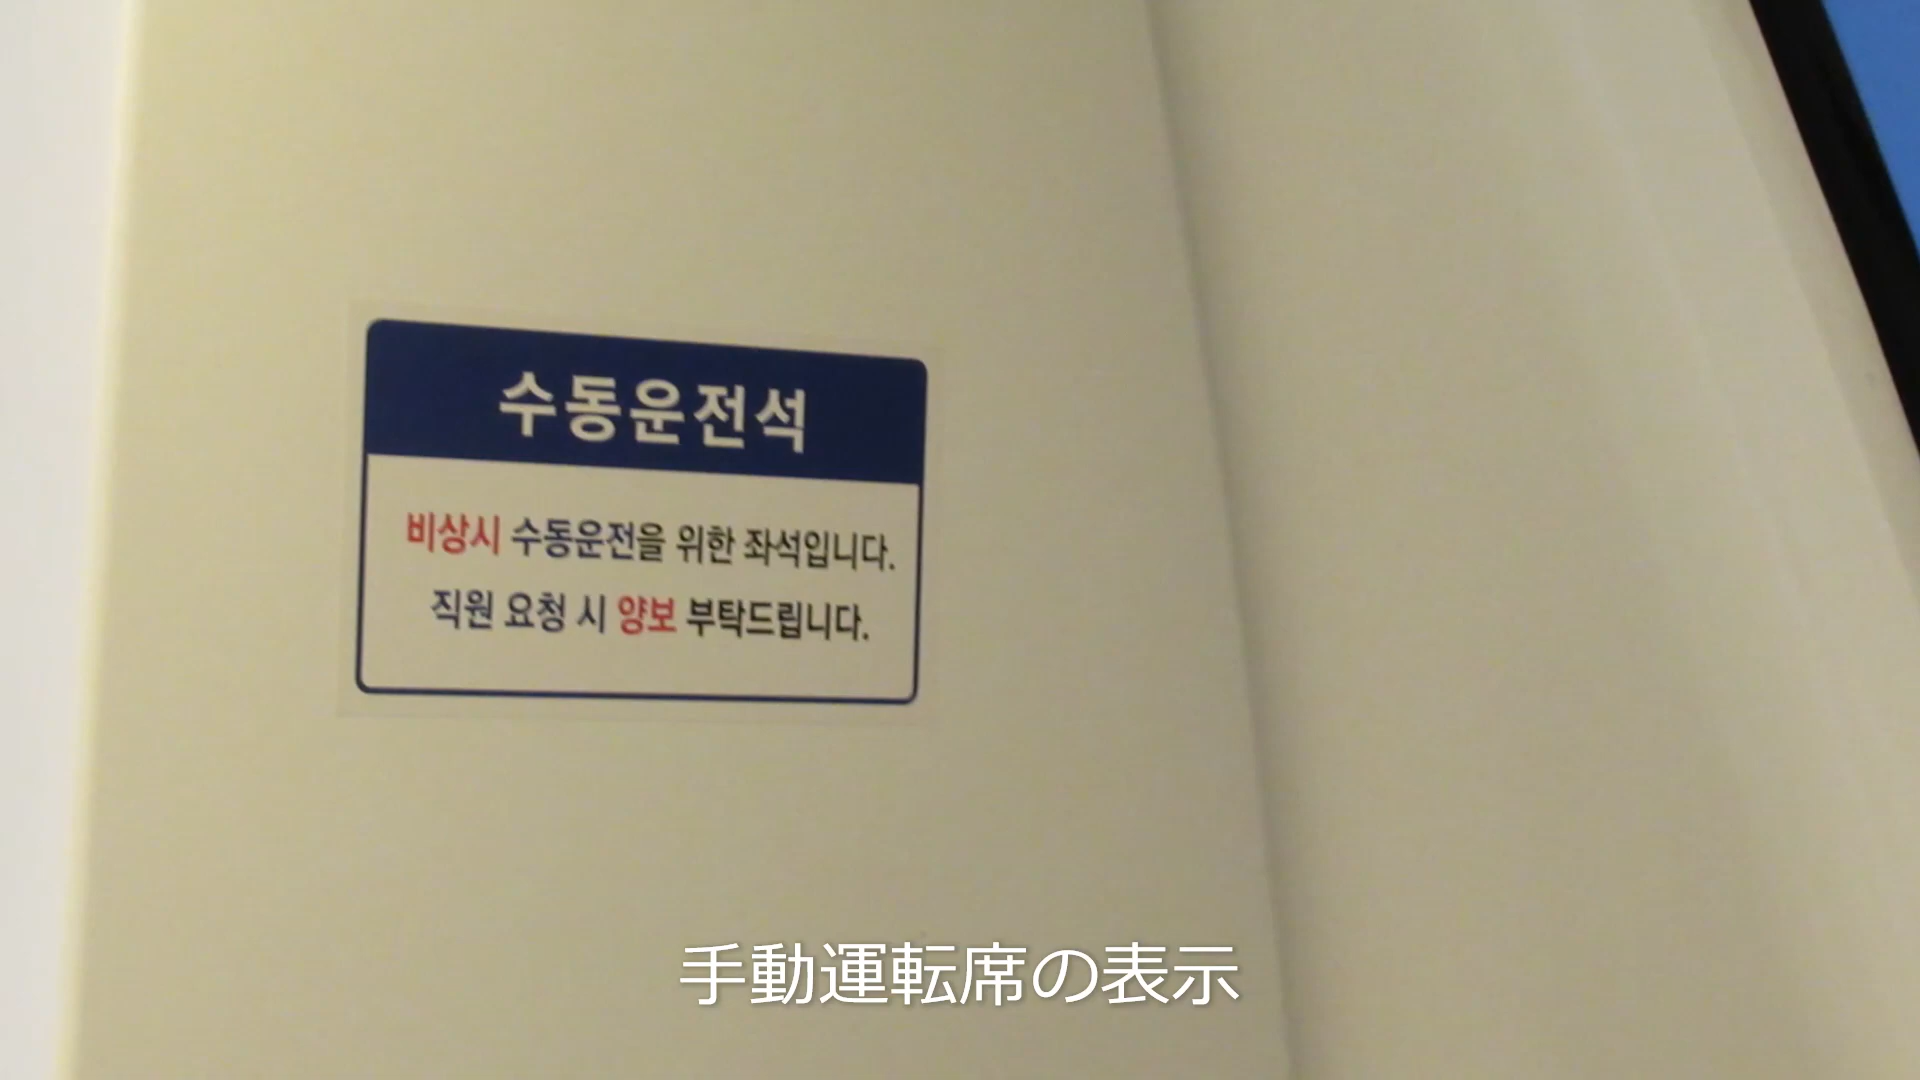 수동운전석
비상시 수동운전을 위한 좌석입니다.
직원 요청 시 양보 부탁드립니다.
手動運転席の表示